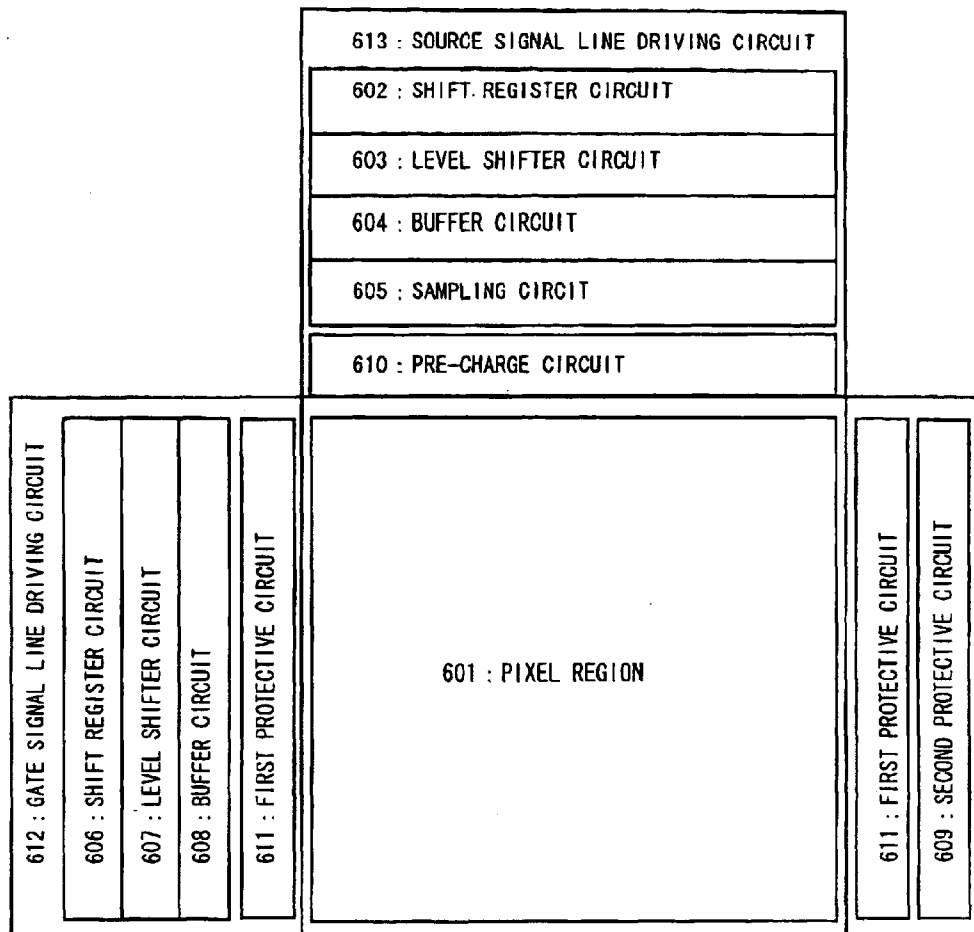 613 : SOURCE SIGNAL LINE DRIVING CIRCUIT
602 : SHIFT REGISTER CIRCUIT
603 : LEVEL SHIFTER CIRCUIT
604 : BUFFER CIRCUIT
605 : SAMPLING CIRCIT
610 : PRE-CHARGE CIRCUIT
612 : GATE SIGNAL LINE DRIVING CIRCUIT
606 : SHIFT REGISTER CIRCUIT
607 : LEVEL SHIFTER CIRCUIT
608 : BUFFER CIRCUIT
611 : FIRST PROTECTIVE CIRCUIT
601 : PIXEL REGION
611 : FIRST PROTECTIVE CIRCUIT
609 : SECOND PROTECTIVE CIRCUIT